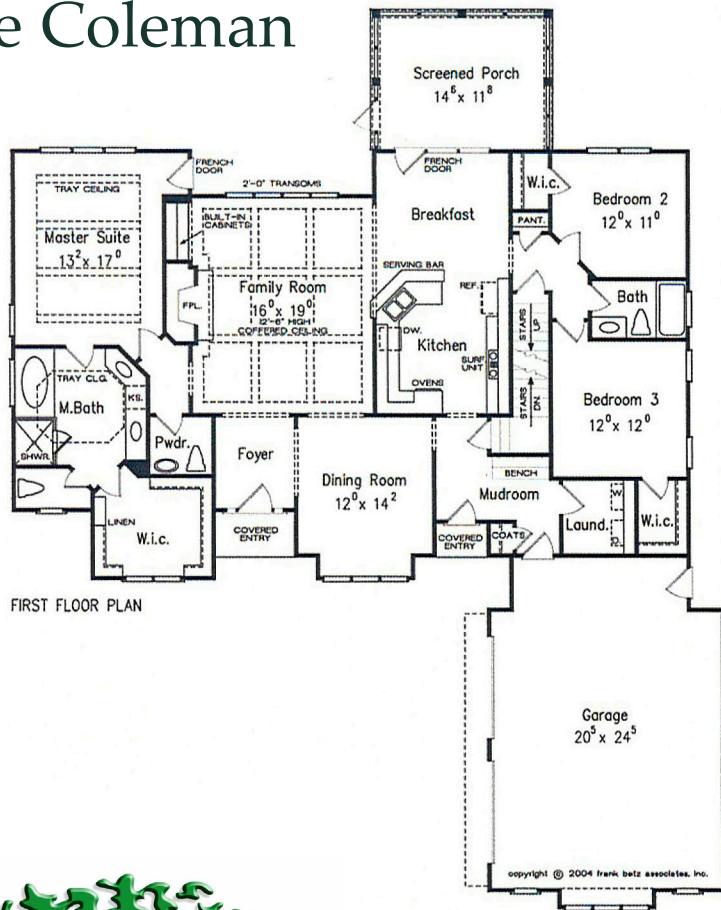 e Coleman
Screened Porch
14⁶ x 11⁸
FRENCH
DOOR
FRENCH
DOOR
2'-0" TRANSOMS
W.i.c.
Bedroom 2
12⁰ x 11⁰
TRAY CEILING
Master Suite
13² x 17⁰
BUILT-IN
CABINETS
Breakfast
PANT.
Family Room
16⁰ x 19⁰
12'-6" HIGH
COFFERED CEILING
FPL.
SERVING BAR
REF.
DW.
Kitchen
SURF.
UNIT
OVENS
STAIRS
UP
STAIRS
DN.
Bath
Bedroom 3
12⁰ x 12⁰
TRAY CLG.
M.Bath
KS.
SHWR.
Pwdr.
Foyer
Dining Room
12⁰ x 14²
BENCH
Mudroom
W
D
Laund.
W.i.c.
LINEN
W.i.c.
COVERED
ENTRY
COVERED
ENTRY
COATS
FIRST FLOOR PLAN
Garage
20⁵ x 24⁵
copyright © 2004 frank betz associates, inc.